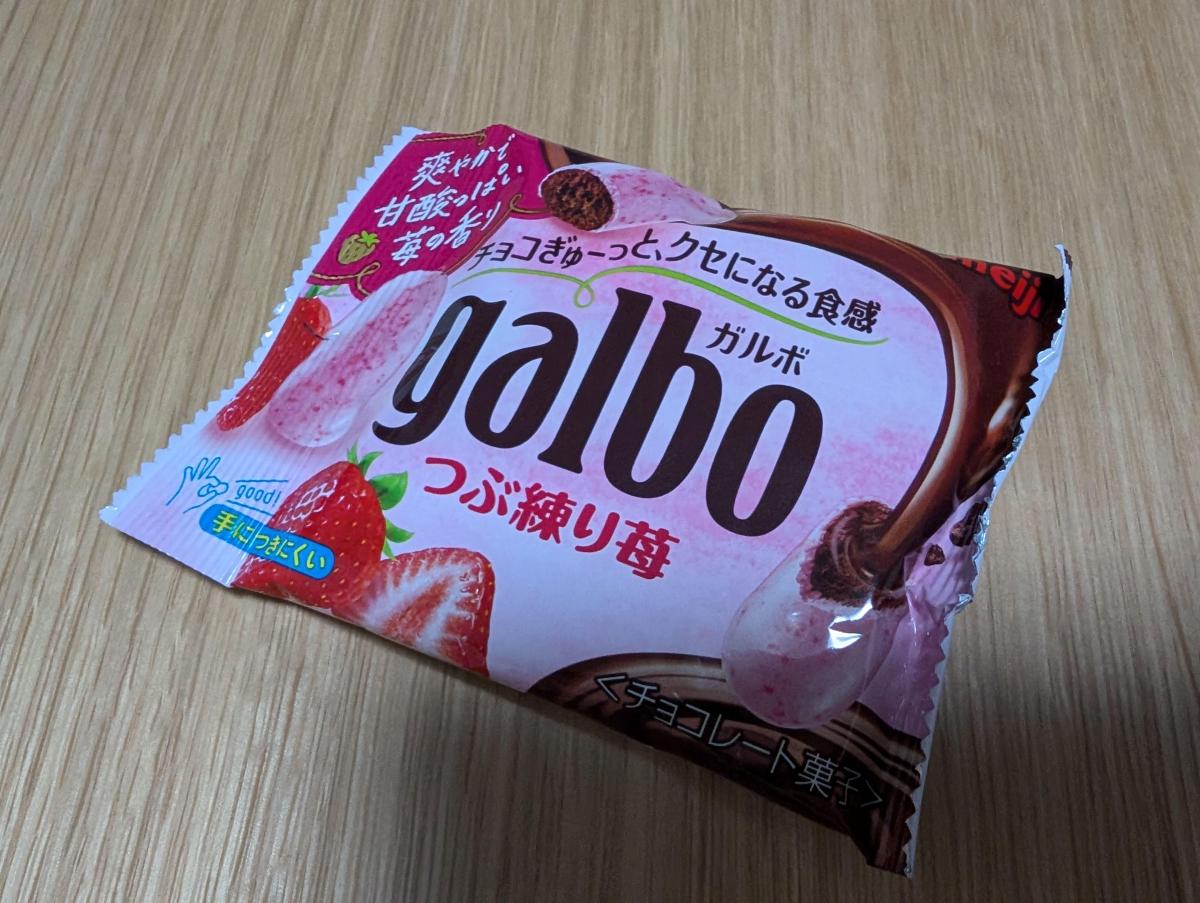 爽やかで
甘酸っぱい
苺の香り
meiji
チョコぎゅーっと、クセになる食感
ガルボ
galbo
つぶ練り苺
good!
手につきにくい
<チョコレート菓子>